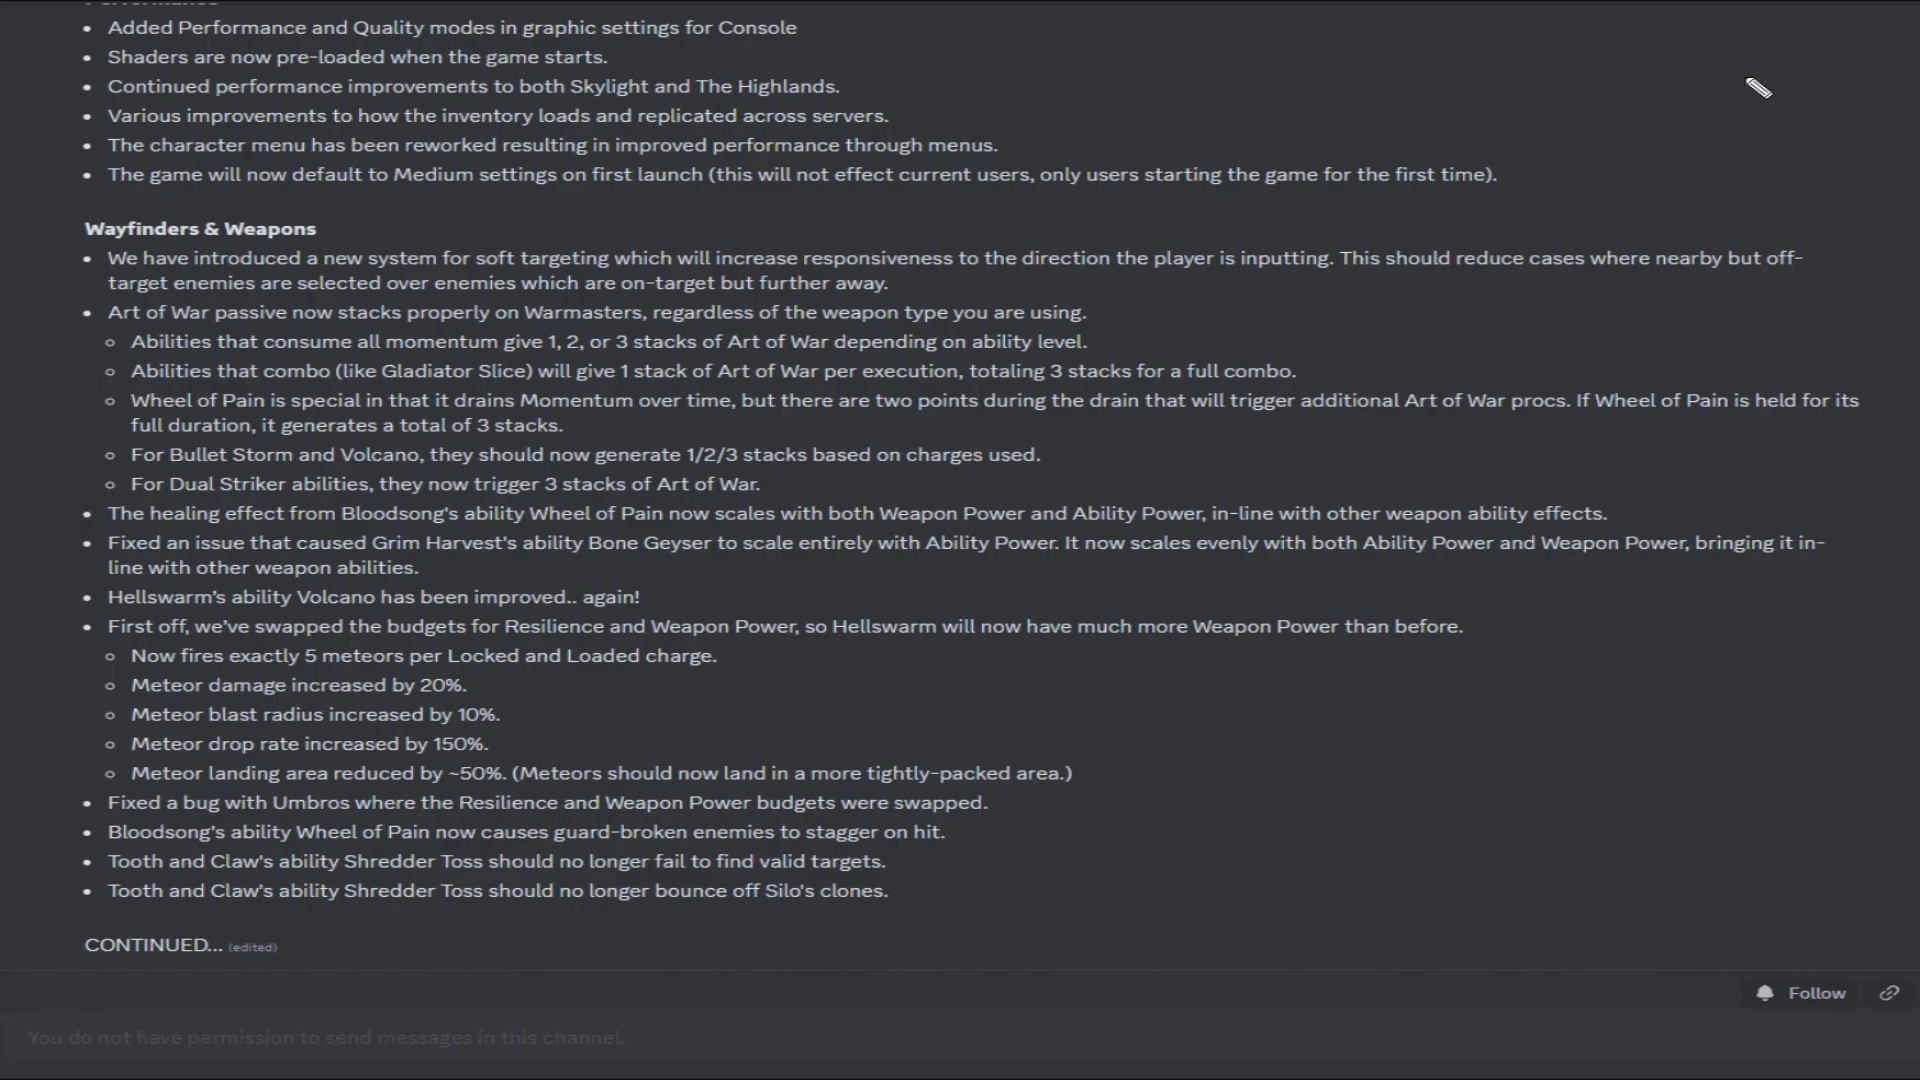 • Added Performance and Quality modes in graphic settings for Console
• Shaders are now pre-loaded when the game starts.
• Continued performance improvements to both Skylight and The Highlands.
• Various improvements to how the inventory loads and replicated across servers.
• The character menu has been reworked resulting in improved performance through menus.
• The game will now default to Medium settings on first launch (this will not effect current users, only users starting the game for the first time).
Wayfinders & Weapons
• We have introduced a new system for soft targeting which will increase responsiveness to the direction the player is inputting. This should reduce cases where nearby but off-
target enemies are selected over enemies which are on-target but further away.
• Art of War passive now stacks properly on Warmasters, regardless of the weapon type you are using.
◦ Abilities that consume all momentum give 1, 2, or 3 stacks of Art of War depending on ability level.
◦ Abilities that combo (like Gladiator Slice) will give 1 stack of Art of War per execution, totaling 3 stacks for a full combo.
◦ Wheel of Pain is special in that it drains Momentum over time, but there are two points during the drain that will trigger additional Art of War procs. If Wheel of Pain is held for its
full duration, it generates a total of 3 stacks.
◦ For Bullet Storm and Volcano, they should now generate 1/2/3 stacks based on charges used.
◦ For Dual Striker abilities, they now trigger 3 stacks of Art of War.
• The healing effect from Bloodsong's ability Wheel of Pain now scales with both Weapon Power and Ability Power, in-line with other weapon ability effects.
• Fixed an issue that caused Grim Harvest's ability Bone Geyser to scale entirely with Ability Power. It now scales evenly with both Ability Power and Weapon Power, bringing it in-
line with other weapon abilities.
• Hellswarm’s ability Volcano has been improved.. again!
• First off, we’ve swapped the budgets for Resilience and Weapon Power, so Hellswarm will now have much more Weapon Power than before.
◦ Now fires exactly 5 meteors per Locked and Loaded charge.
◦ Meteor damage increased by 20%.
◦ Meteor blast radius increased by 10%.
◦ Meteor drop rate increased by 150%.
◦ Meteor landing area reduced by ~50%. (Meteors should now land in a more tightly-packed area.)
• Fixed a bug with Umbros where the Resilience and Weapon Power budgets were swapped.
• Bloodsong's ability Wheel of Pain now causes guard-broken enemies to stagger on hit.
• Tooth and Claw's ability Shredder Toss should no longer fail to find valid targets.
• Tooth and Claw's ability Shredder Toss should no longer bounce off Silo's clones.
CONTINUED... (edited)
Follow
You do not have permission to send messages in this channel.